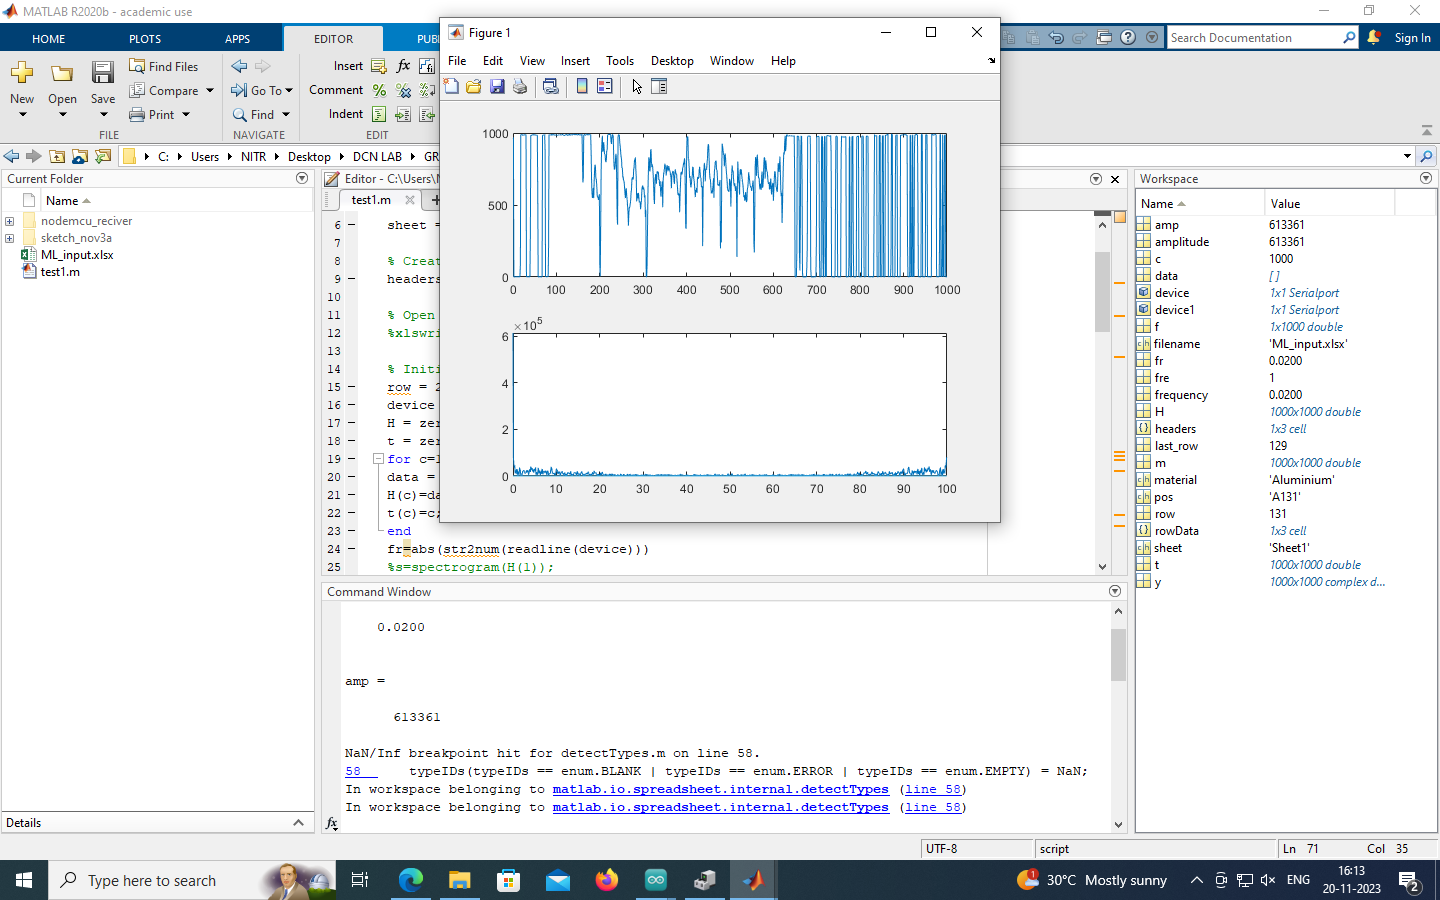 MATLAB R2020b - academic use
HOME PLOTS APPS EDITOR
Search Documentation
Sign In
New
Open
Save
Find Files
Compare
Print
FILE
Go To
Find
NAVIGATE
Insert fx
Comment
Indent
EDIT
C: Users NITR Desktop DCN LAB
Current Folder
Name
nodemcu_reciver
sketch_nov3a
ML_input.xlsx
test1.m
Details
test1.m
6 sheet =
7
8
9 headers
10
11 % Open
12 %xlswri
13
14
15 row = 2
16 device
17 H = zer
18 t = zer
19 for c=1
20 data =
21 H(c)=da
22 t(c)=c;
23 end
24 fr=abs(str2num(readline(device)))
25 %s=spectrogram(H(1));
Figure 1
File Edit View Insert Tools Desktop Window Help
1000
500
0
0 100 200 300 400 500 600 700 800 900 1000
×10^5
6
4
2
0
0 10 20 30 40 50 60 70 80 90 100
Command Window
0.0200
amp =
613361
NaN/Inf breakpoint hit for detectTypes.m on line 58.
58 typeIDs(typeIDs == enum.BLANK | typeIDs == enum.ERROR | typeIDs == enum.EMPTY) = NaN;
In workspace belonging to matlab.io.spreadsheet.internal.detectTypes (line 58)
In workspace belonging to matlab.io.spreadsheet.internal.detectTypes (line 58)
fx
Workspace
Name Value
amp 613361
amplitude 613361
c 1000
data []
device 1x1 Serialport
device1 1x1 Serialport
f 1x1000 double
filename 'ML_input.xlsx'
fr 0.0200
fre 1
frequency 0.0200
H 1000x1000 double
headers 1x3 cell
last_row 129
m 1000x1000 double
material 'Aluminium'
pos 'A131'
row 131
rowData 1x3 cell
sheet 'Sheet1'
t 1000x1000 double
y 1000x1000 complex d...
UTF-8 script Ln 71 Col 35
Type here to search
30°C Mostly sunny
ENG
16:13
20-11-2023
2
1